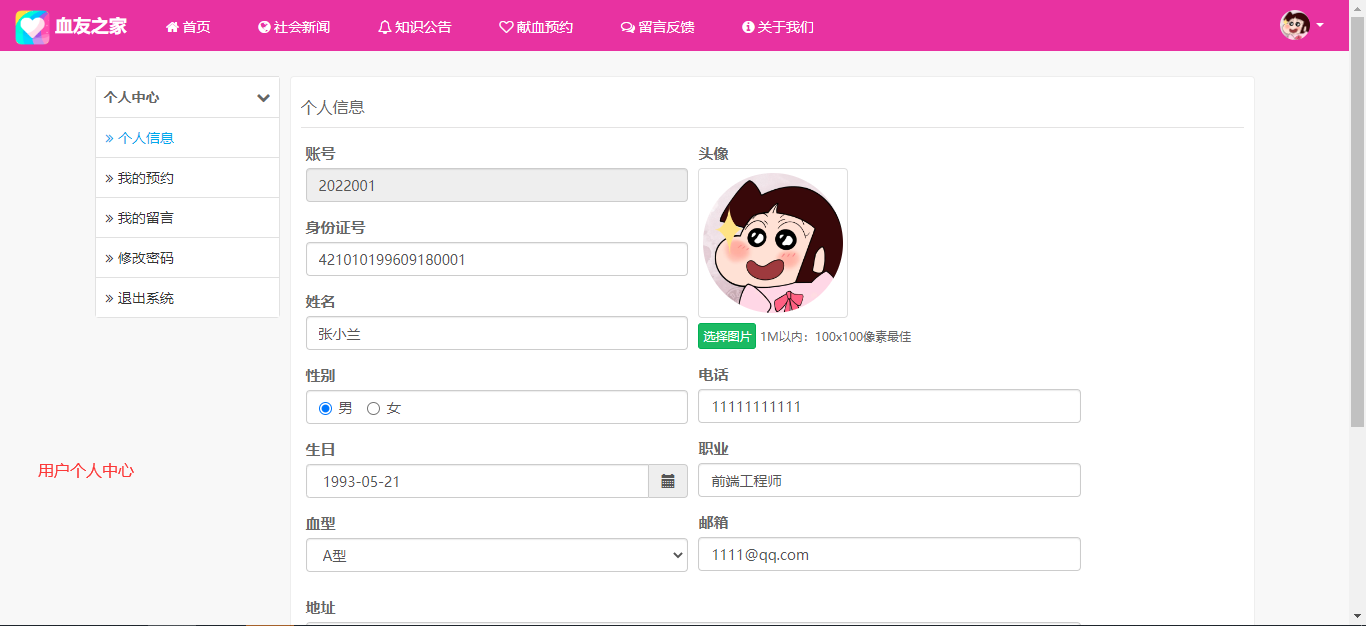 血友之家
首页
社会新闻
知识公告
献血预约
留言反馈
关于我们
个人中心
个人信息
我的预约
我的留言
修改密码
退出系统
用户个人中心
个人信息
账号
2022001
头像
身份证号
421010199609180001
姓名
张小兰
选择图片 1M以内：100x100像素最佳
性别
男 女
电话
11111111111
生日
1993-05-21
职业
前端工程师
血型
A型
邮箱
1111@qq.com
地址